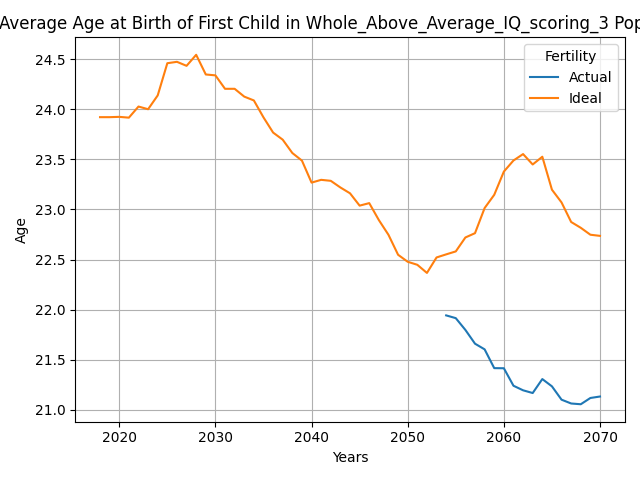 Average Age at Birth of First Child in Whole_Above_Average_IQ_scoring_3 Pop
Fertility
Actual
Ideal
24.5
24.0
23.5
23.0
22.5
22.0
21.5
21.0
Age
2020 2030 2040 2050 2060 2070
Years